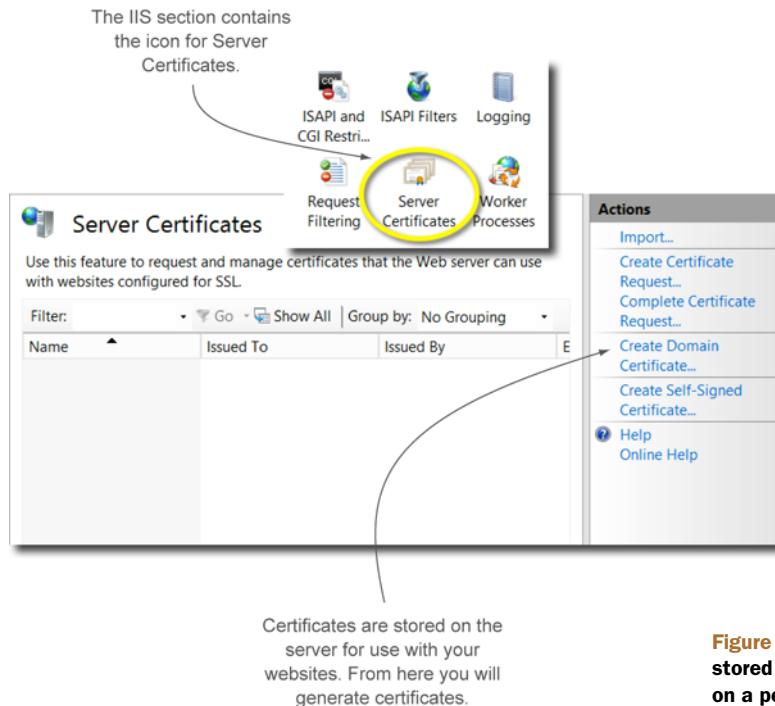 The IIS section contains
the icon for Server
Certificates.
ISAPI and
CGI Restri...
ISAPI Filters
Logging
Request
Filtering
Server
Certificates
Worker
Processes
Server Certificates
Use this feature to request and manage certificates that the Web server can use
with websites configured for SSL.
Filter: Go Show All Group by: No Grouping
Name Issued To Issued By E
Actions
Import...
Create Certificate
Request...
Complete Certificate
Request...
Create Domain
Certificate...
Create Self-Signed
Certificate...
Help
Online Help
Certificates are stored on the
server for use with your
websites. From here you will
generate certificates.
Figure
stored
on a pe